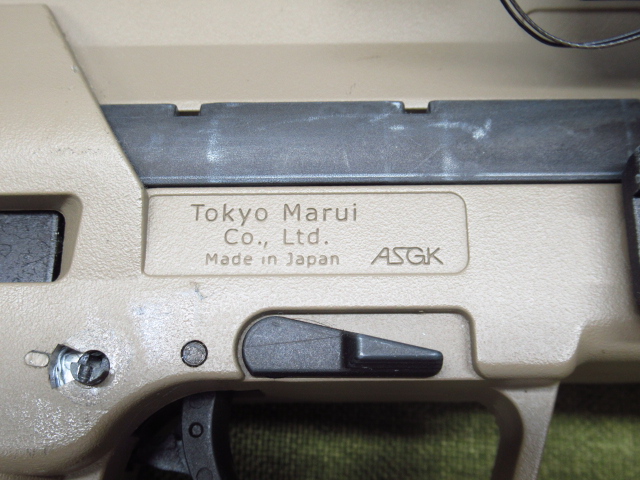 Tokyo Marui
Co., Ltd.
Made in Japan
ASGK